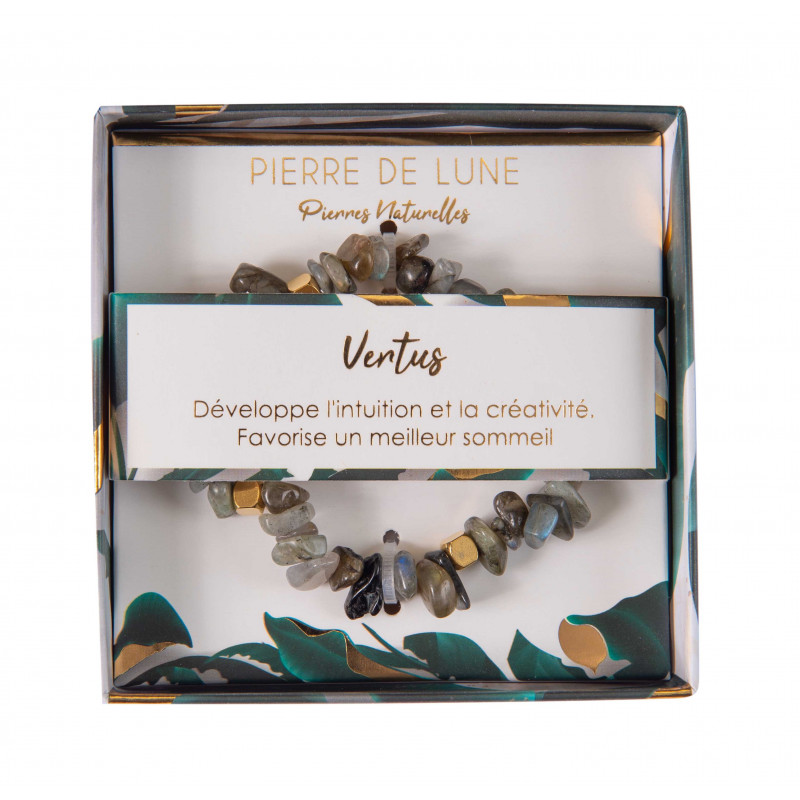 PIERRE DE LUNE
Pierres Naturelles
Vertus
Développe l'intuition et la créativité.
Favorise un meilleur sommeil